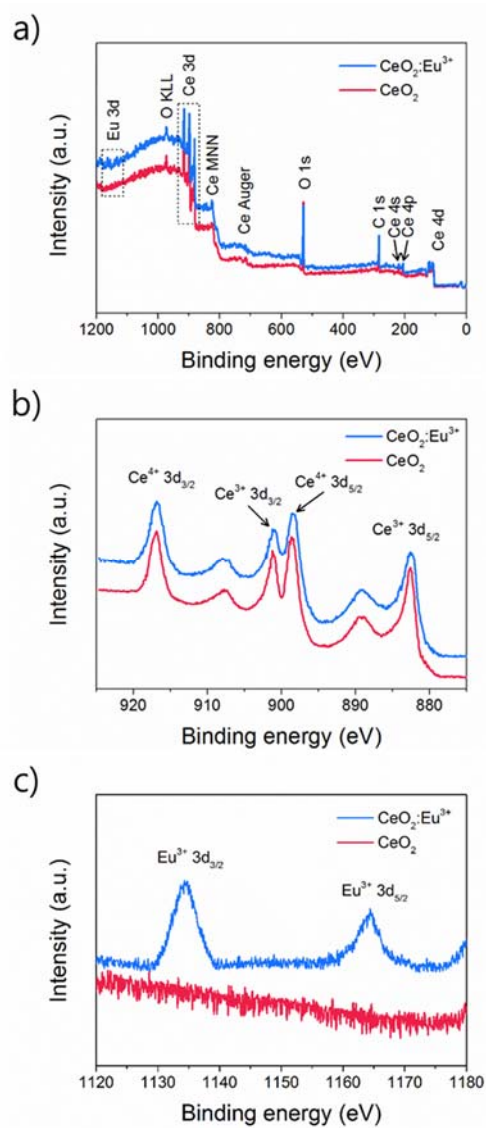 a)
CeO₂:Eu³⁺
CeO₂
Eu 3d
O KLL
Ce 3d
Ce MNN
Ce Auger
O 1s
C 1s
Ce 4s
Ce 4p
Ce 4d
Intensity (a.u.)
1200 1000 800 600 400 200 0
Binding energy (eV)
b)
CeO₂:Eu³⁺
CeO₂
Ce⁴⁺ 3d₃/₂
Ce³⁺ 3d₃/₂
Ce⁴⁺ 3d₅/₂
Ce³⁺ 3d₅/₂
Intensity (a.u.)
920 910 900 890 880
Binding energy (eV)
c)
CeO₂:Eu³⁺
CeO₂
Eu³⁺ 3d₃/₂
Eu³⁺ 3d₅/₂
Intensity (a.u.)
1120 1130 1140 1150 1160 1170 1180
Binding energy (eV)